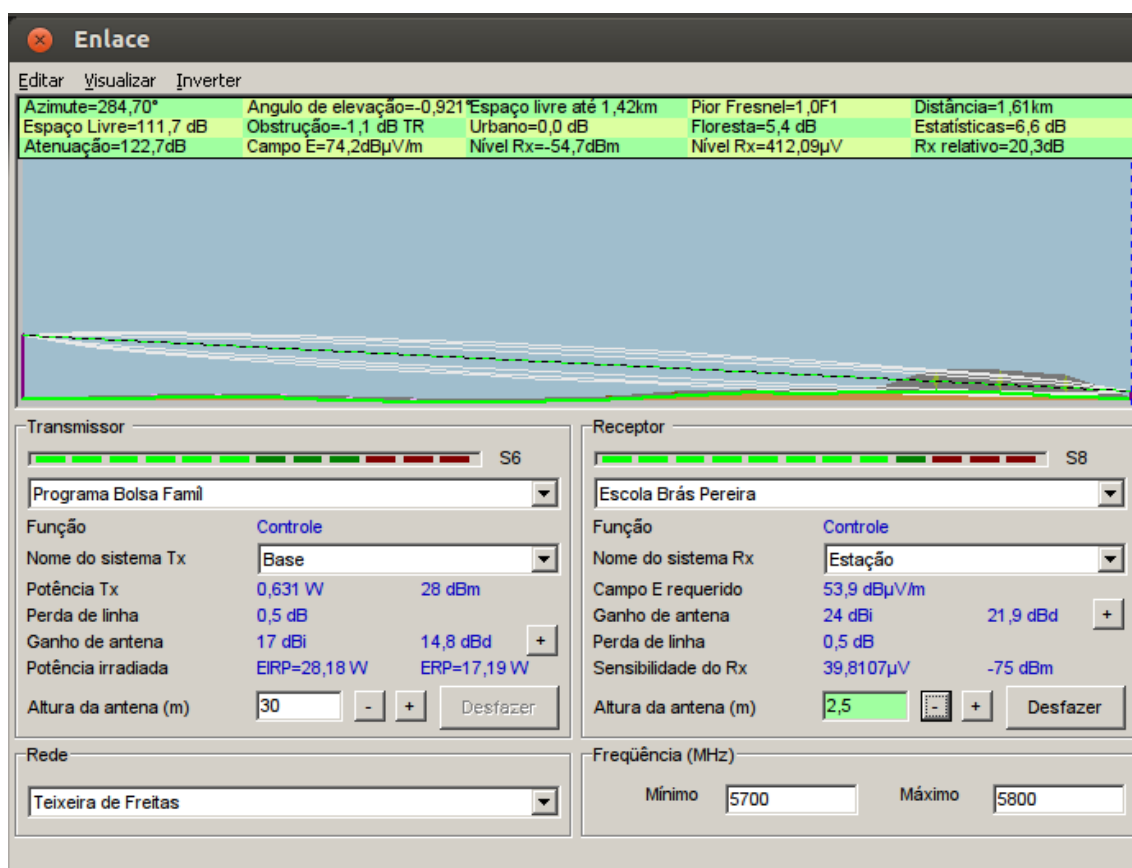 Enlace
Editar Visualizar Inverter
Azimute=284,70° Angulo de elevação=-0,921° Espaço livre até 1,42km Pior Fresnel=1,0F1 Distância=1,61km
Espaço Livre=111,7 dB Obstrução=-1,1 dB TR Urbano=0,0 dB Floresta=5,4 dB Estatísticas=6,6 dB
Atenuação=122,7dB Campo E=74,2dBµV/m Nível Rx=-54,7dBm Nível Rx=412,09µV Rx relativo=20,3dB
Transmissor
S6
Programa Bolsa Famíl
Função Controle
Nome do sistema Tx Base
Potência Tx 0,631 W 28 dBm
Perda de linha 0,5 dB
Ganho de antena 17 dBi 14,8 dBd +
Potência irradiada EIRP=28,18 W ERP=17,19 W
Altura da antena (m) 30 - + Desfazer
Rede
Teixeira de Freitas
Receptor
S8
Escola Brás Pereira
Função Controle
Nome do sistema Rx Estação
Campo E requerido 53,9 dBµV/m
Ganho de antena 24 dBi 21,9 dBd +
Perda de linha 0,5 dB
Sensibilidade do Rx 39,8107µV -75 dBm
Altura da antena (m) 2,5 - + Desfazer
Freqüência (MHz)
Mínimo 5700 Máximo 5800